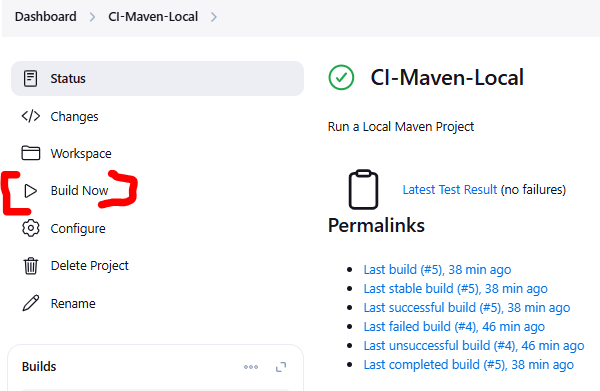 Dashboard > CI-Maven-Local >
Status
Changes
Workspace
Build Now
Configure
Delete Project
Rename
Builds
CI-Maven-Local
Run a Local Maven Project
Latest Test Result (no failures)
Permalinks
Last build (#5), 38 min ago
Last stable build (#5), 38 min ago
Last successful build (#5), 38 min ago
Last failed build (#4), 46 min ago
Last unsuccessful build (#4), 46 min ago
Last completed build (#5), 38 min ago